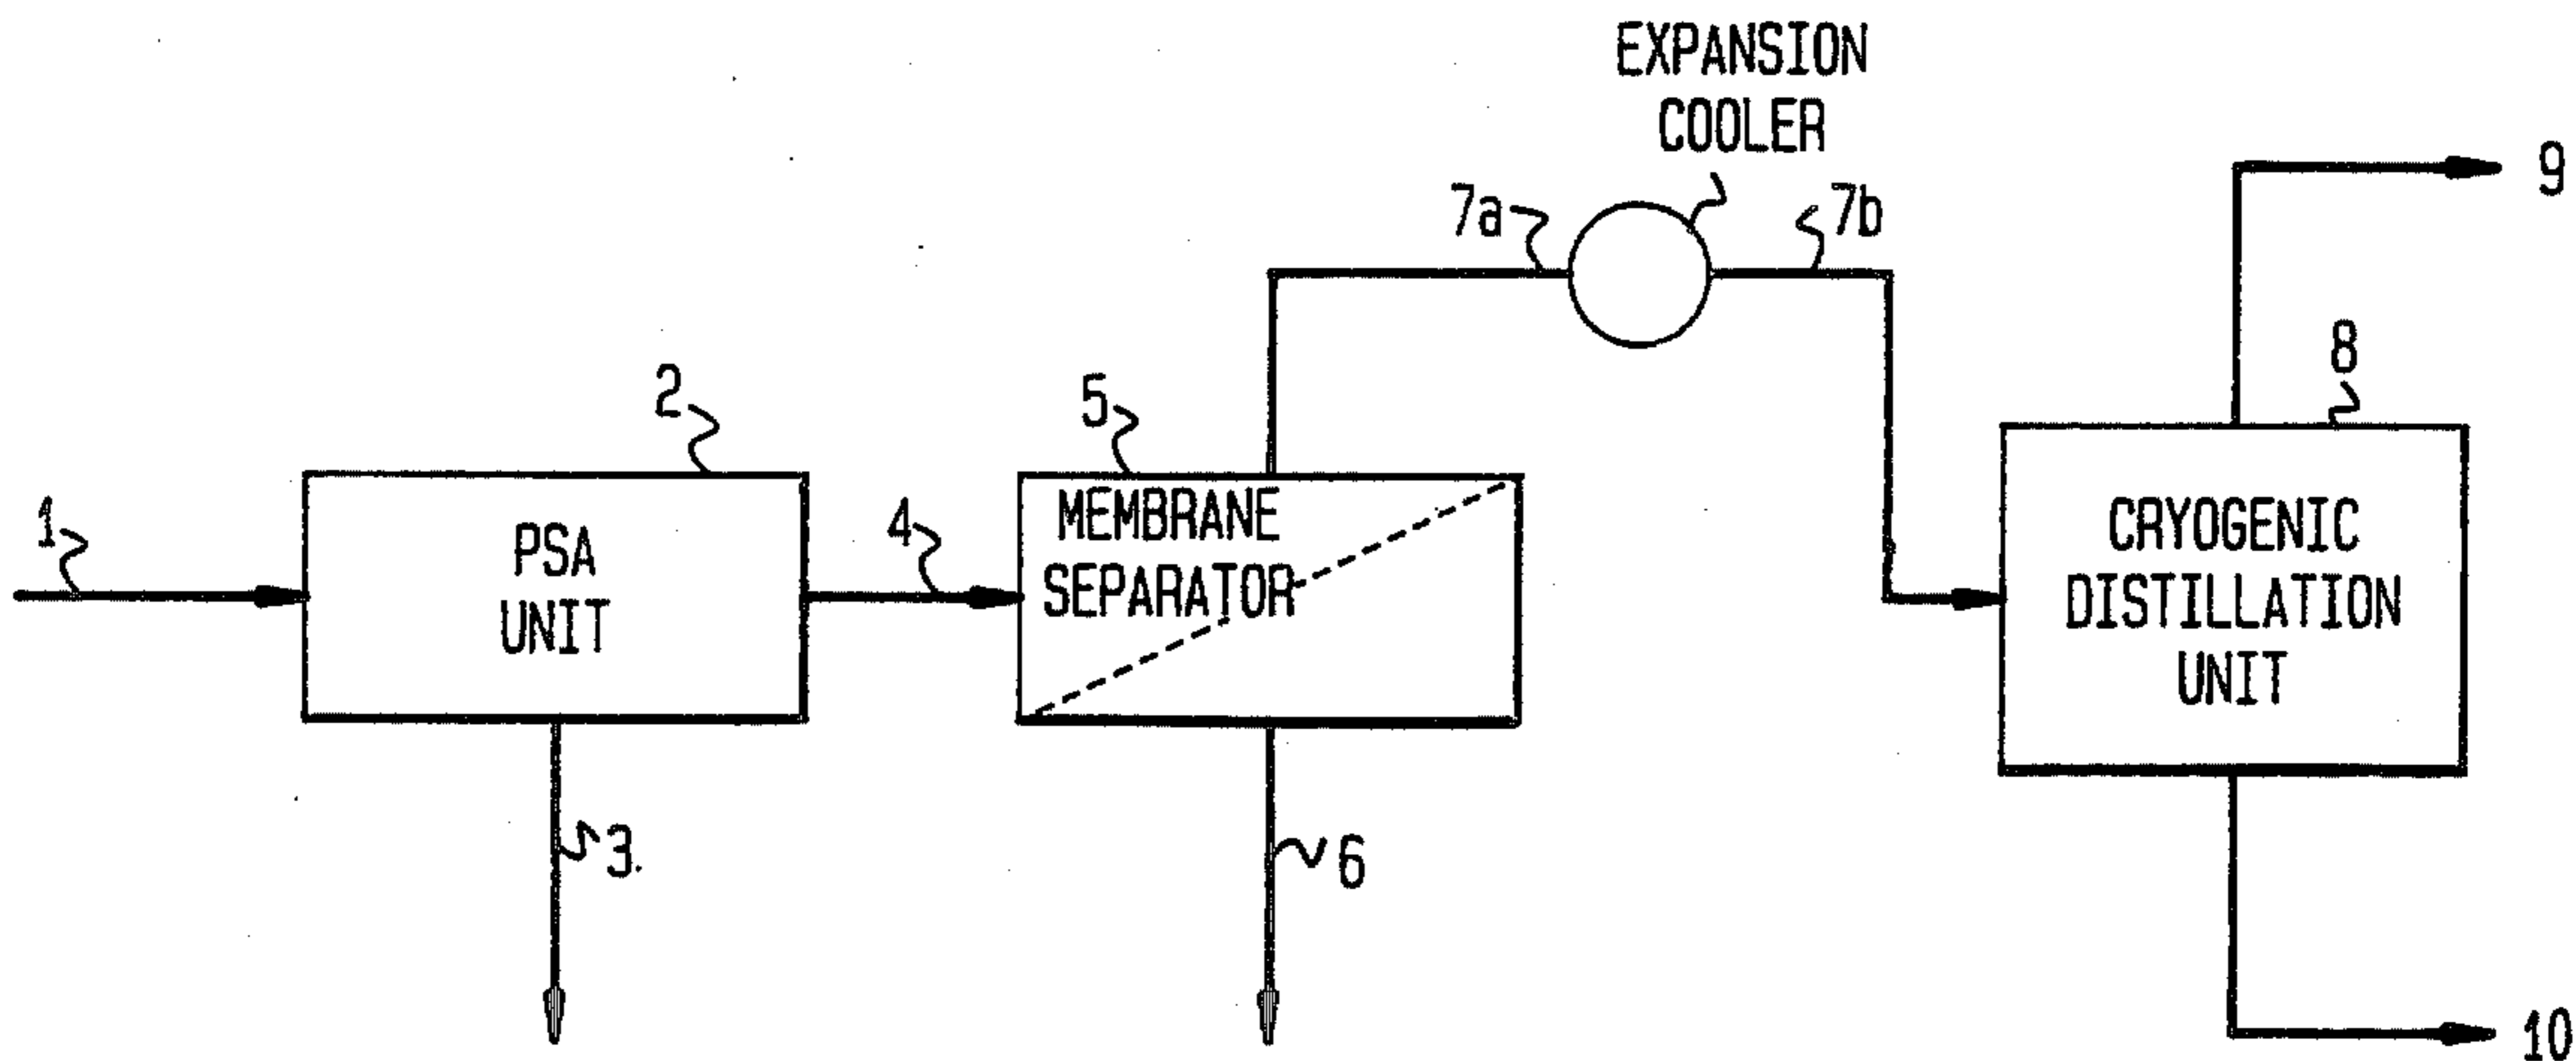 EXPANSION
COOLER
7a
7b
9
8
2
5
1
PSA
UNIT
4
MEMBRANE
SEPARATOR
CRYOGENIC
DISTILLATION
UNIT
3
6
10